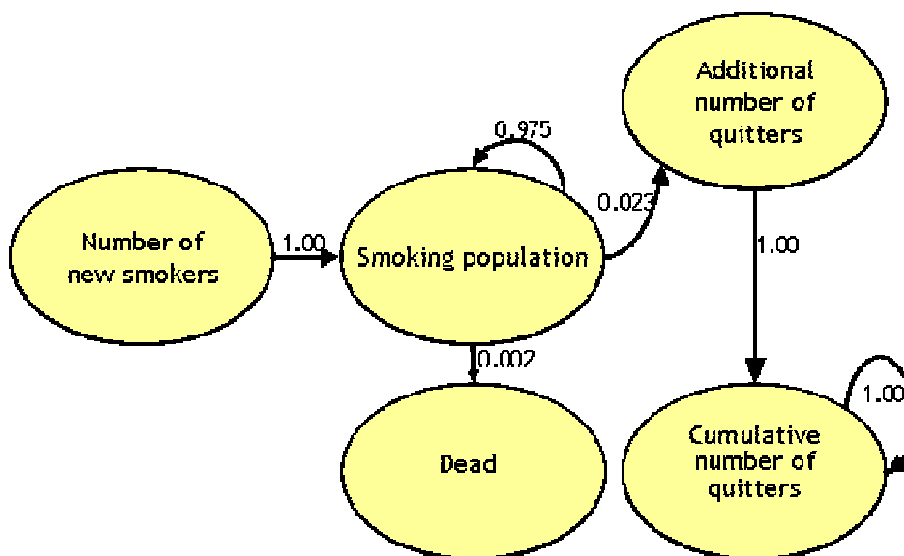 Additional
number of
quitters
0.975
0.023
Number of
new smokers
1.00
Smoking population
1.00
0.002
1.00
Dead
Cumulative
number of
quitters